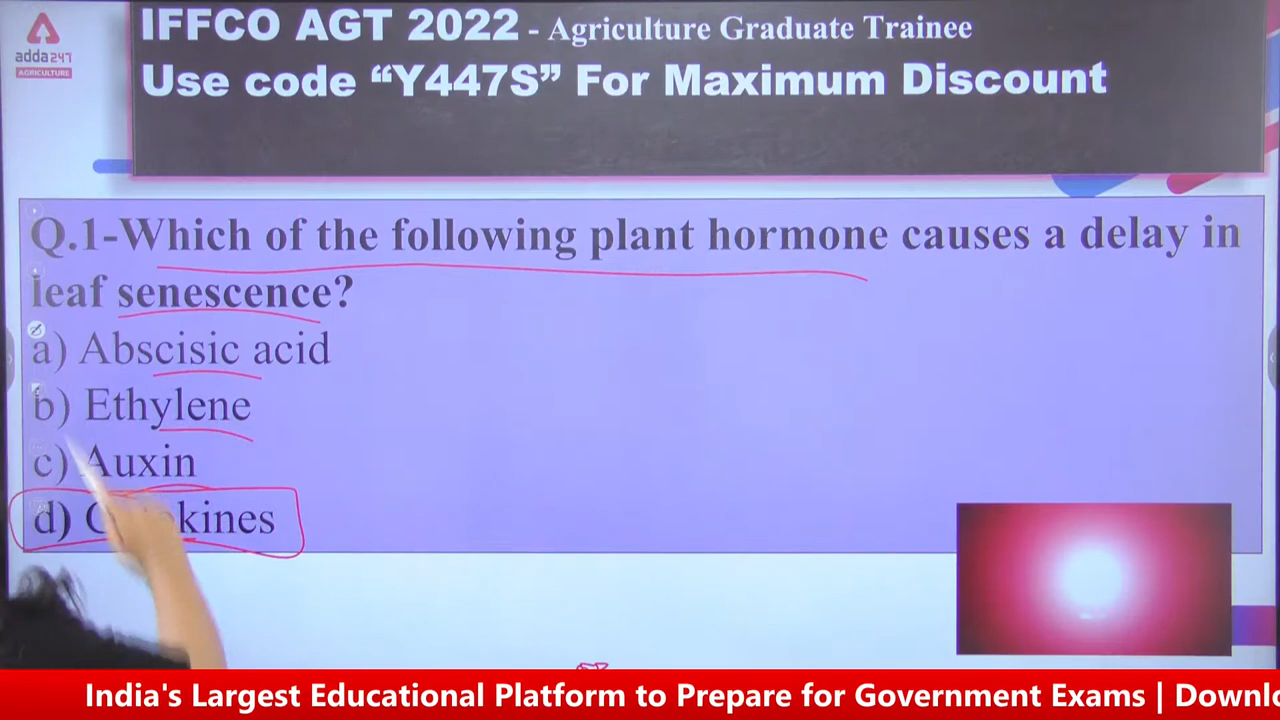 adda247
AGRICULTURE
IFFCO AGT 2022 - Agriculture Graduate Trainee
Use code “Y447S” For Maximum Discount
Q.1-Which of the following plant hormone causes a delay in
leaf senescence?
a) Abscisic acid
b) Ethylene
c) Auxin
d)
India's Largest Educational Platform to Prepare for Government Exams | Downlo